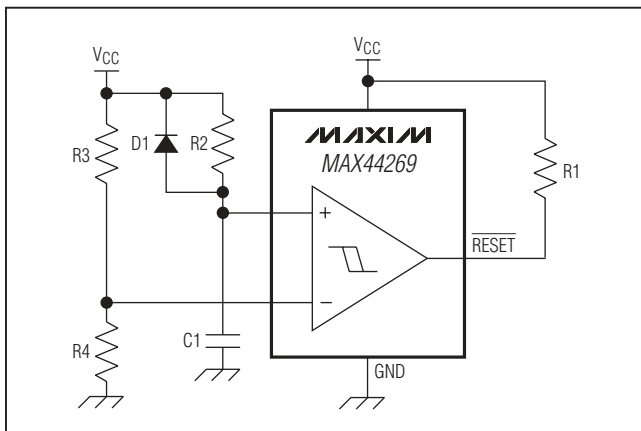 VCC
VCC
R3
D1
R2
MAXIM
MAX44269
R1
+
RESET
−
R4
C1
GND